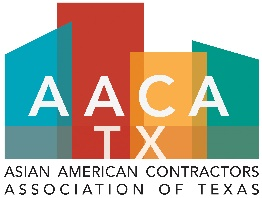 AACA
TX
ASIAN AMERICAN CONTRACTORS
ASSOCIATION OF TEXAS